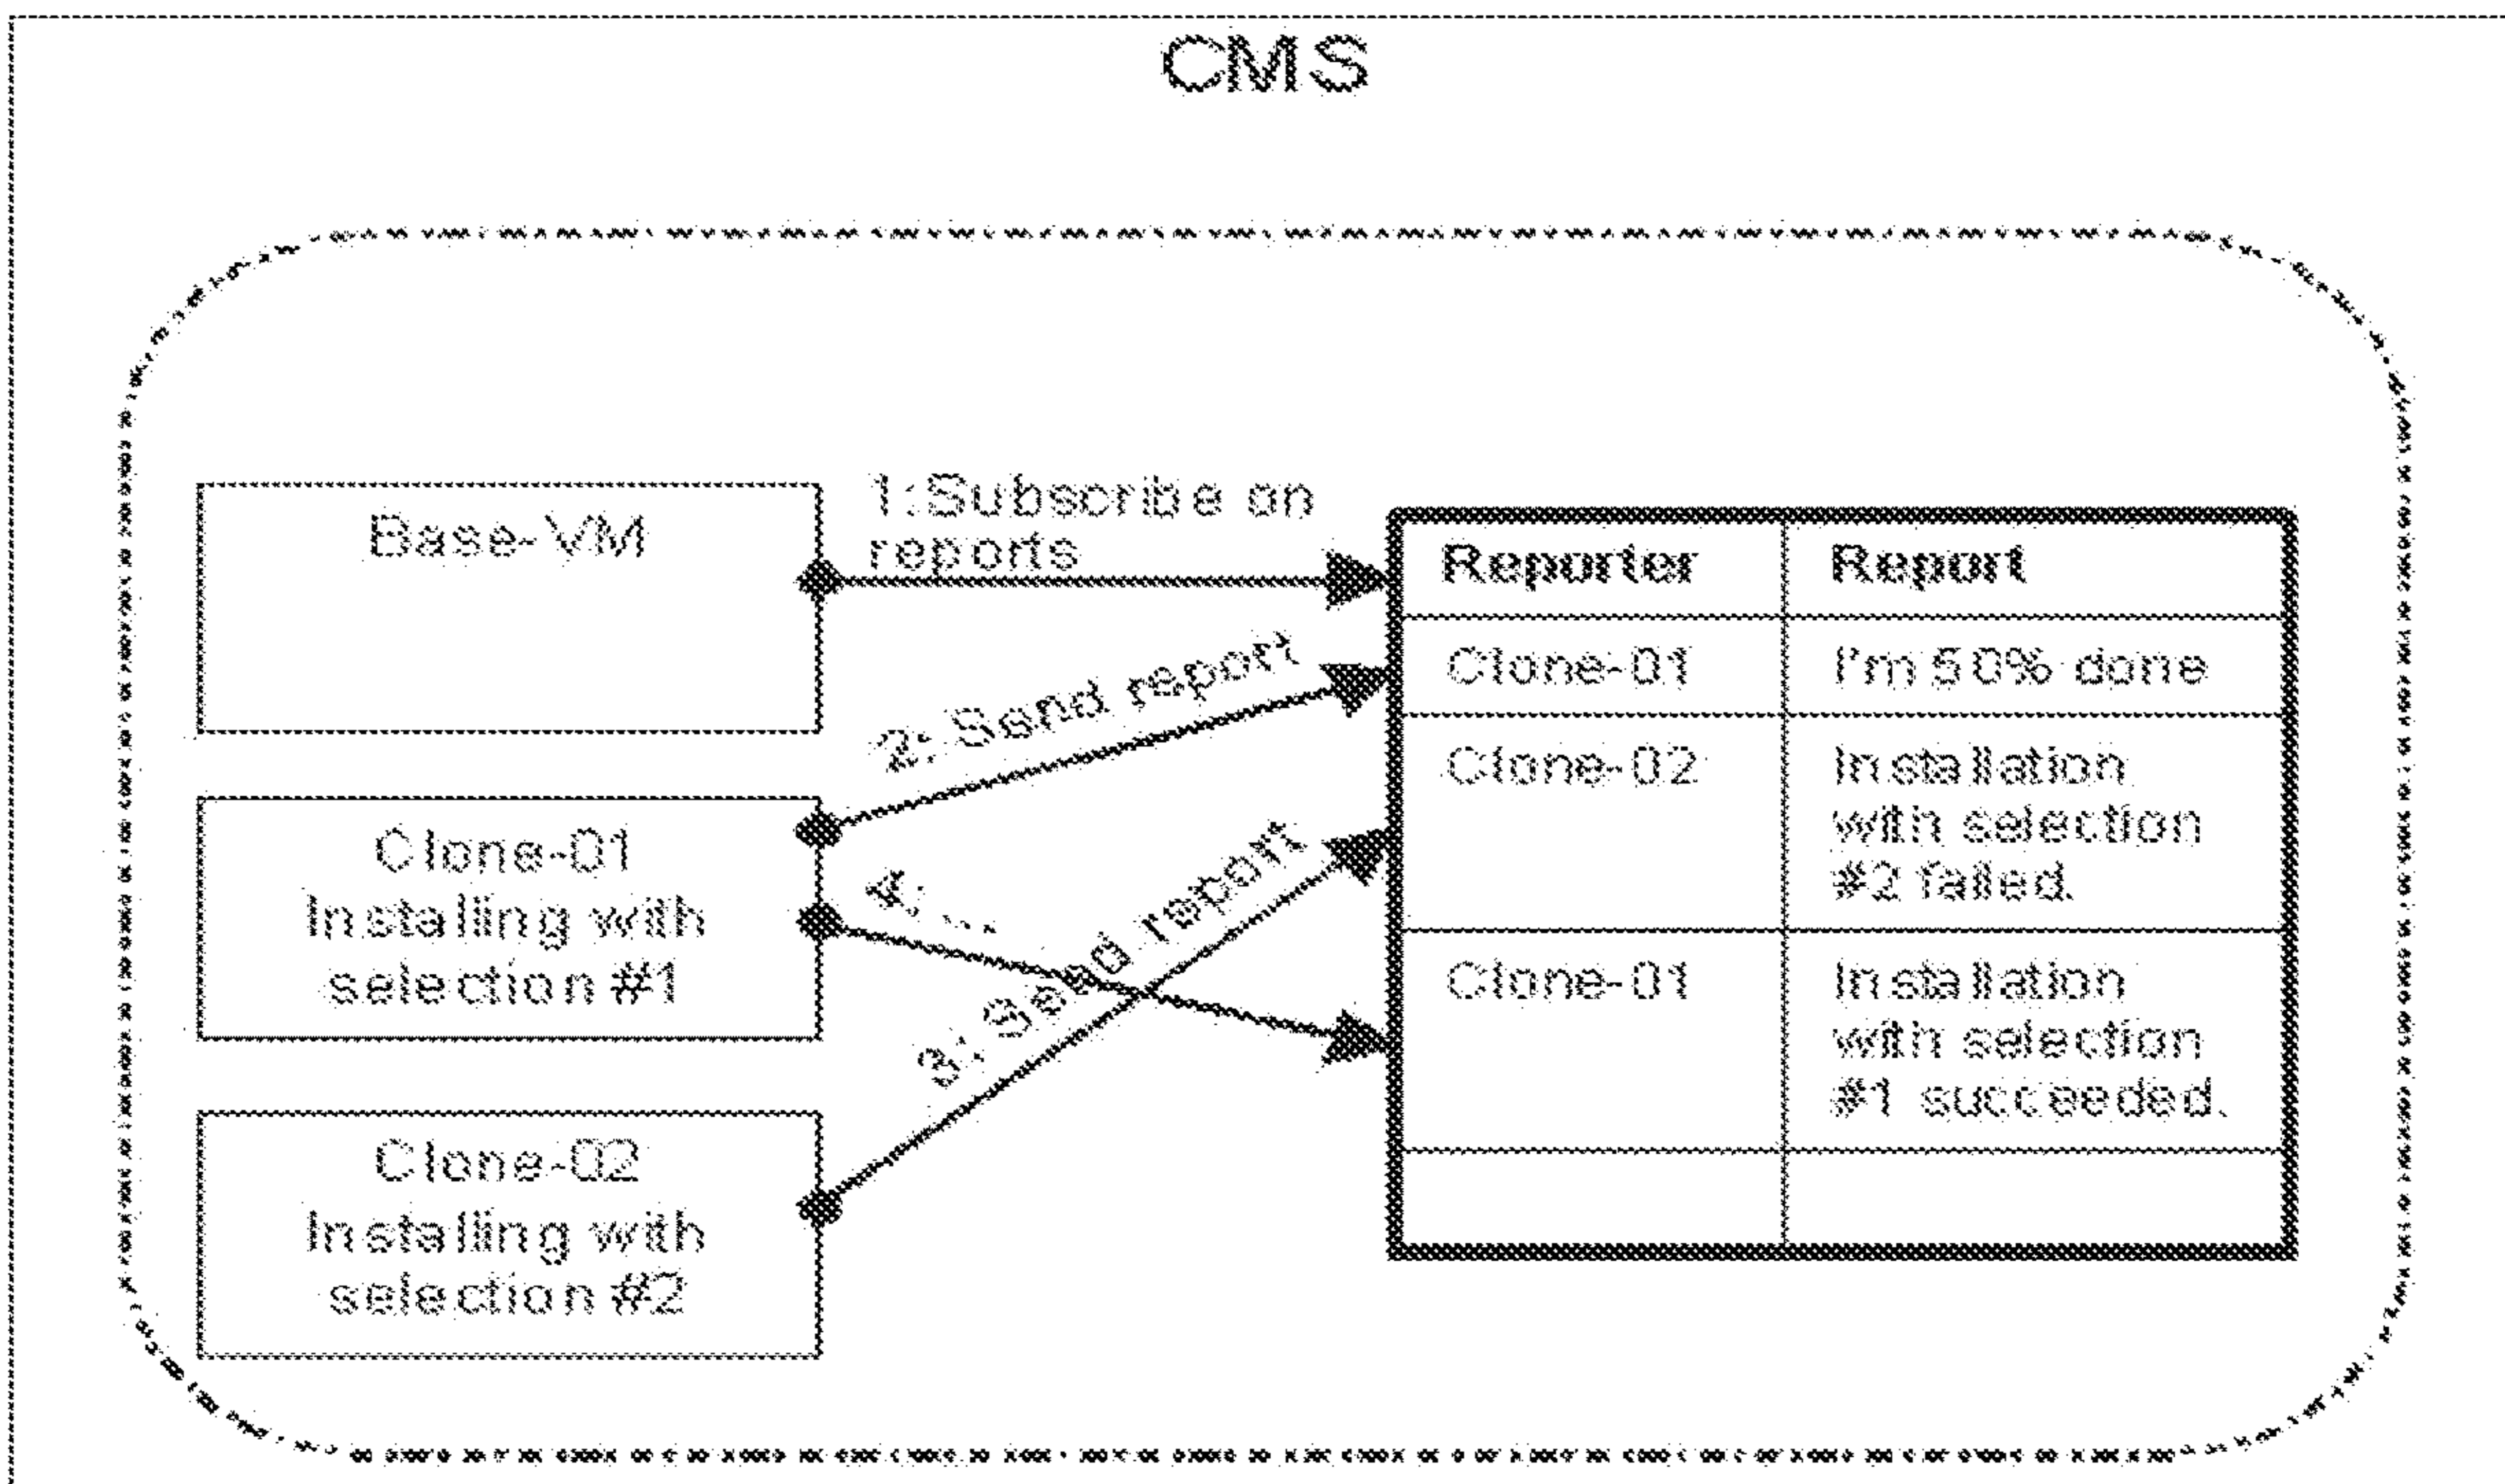 CMS
Base-VM
1:Subscribe on
reports
2: Send report
Clone-01
Installing with
selection #1
4: ...
3: Send report
Clone-02
Installing with
selection #2
Reporter Report
Clone-01 I'm 50% done
Clone-02 Installation
with selection
#2 failed.
Clone-01 Installation
with selection
#1 succeeded.